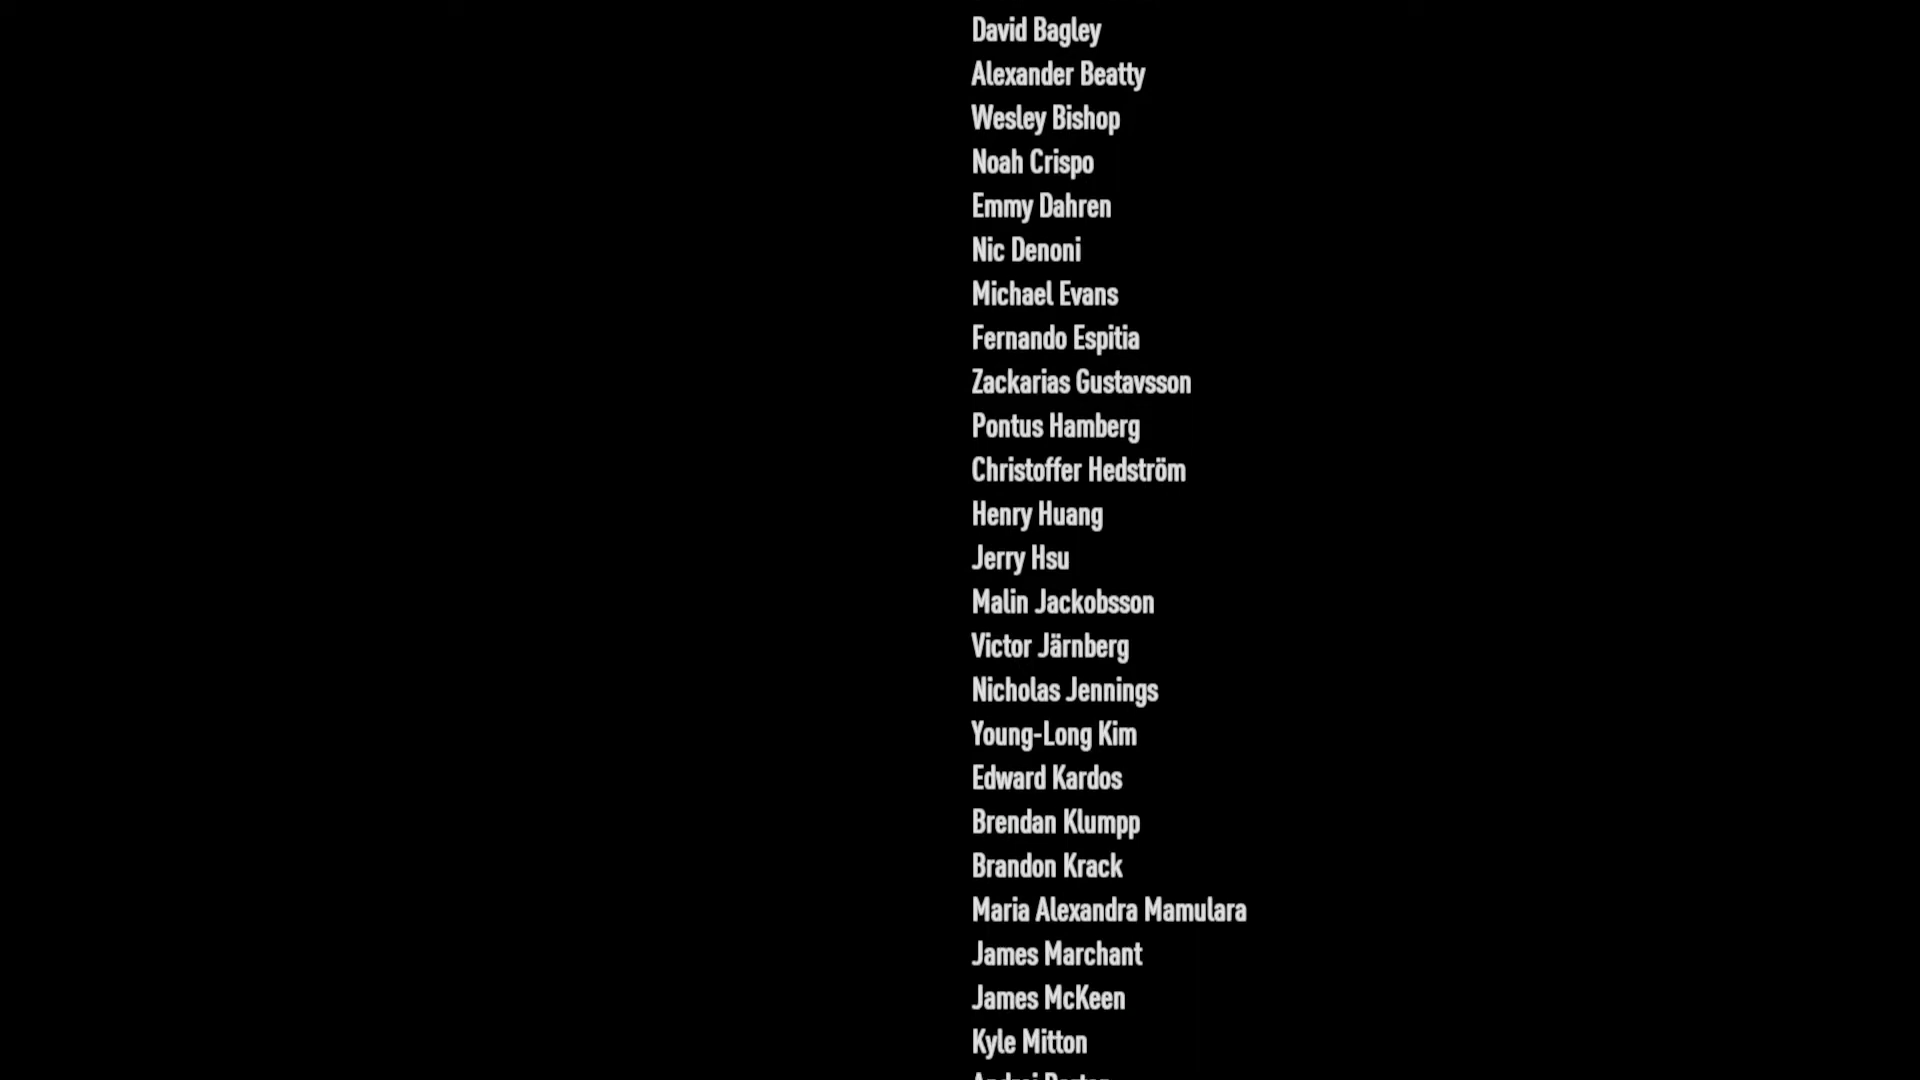 David Bagley
Alexander Beatty
Wesley Bishop
Noah Crispo
Emmy Dahren
Nic Denoni
Michael Evans
Fernando Espitia
Zackarias Gustavsson
Pontus Hamberg
Christoffer Hedström
Henry Huang
Jerry Hsu
Malin Jackobsson
Victor Järnberg
Nicholas Jennings
Young-Long Kim
Edward Kardos
Brendan Klumpp
Brandon Krack
Maria Alexandra Mamulara
James Marchant
James McKeen
Kyle Mitton